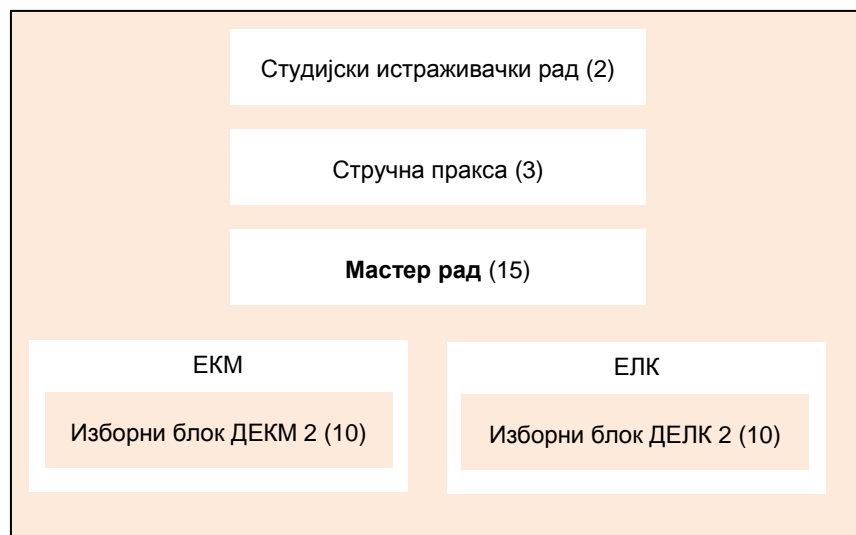 Студијски истраживачки рад (2)
Стручна пракса (3)
Мастер рад (15)
ЕКМ
Изборни блок ДЕКМ 2 (10)
ЕЛК
Изборни блок ДЕЛК 2 (10)